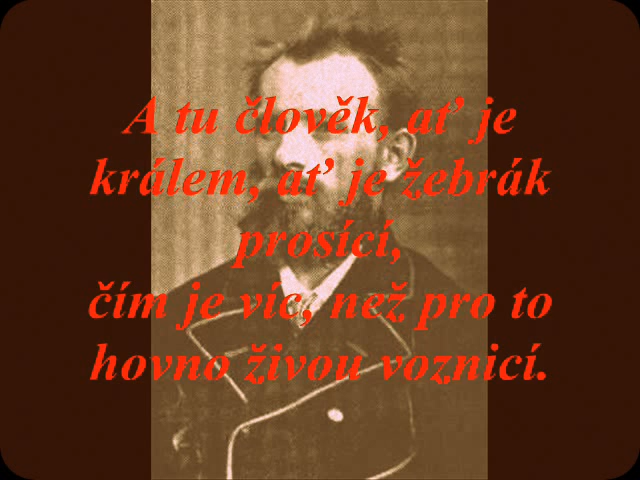 A tu člověk, ať je
králem, ať je žebrák
prosící,
čím je víc, než pro to
hovno živou voznicí.